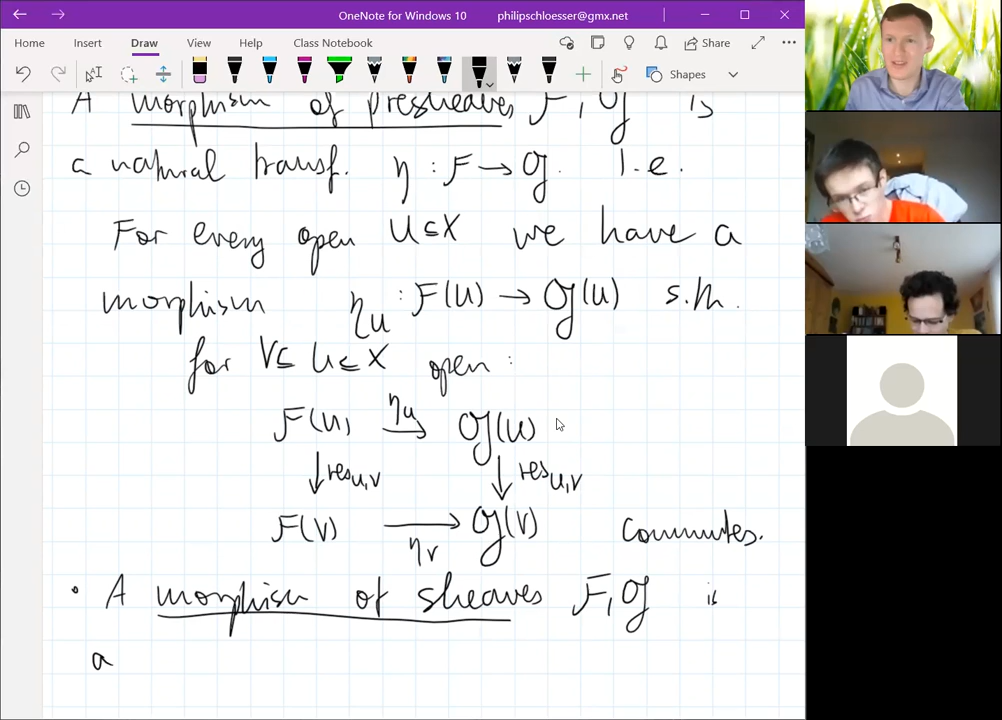 OneNote for Windows 10 philipschloesser@gmx.net
Home Insert Draw View Help Class Notebook Share
Shapes
A morphism of presheaves F, G is
a natural transf. η : F → G. I.e.
For every open U ⊆ X we have a
morphism η_U : F(U) → G(U) s.th.
for V ⊆ U ⊆ X open :
F(U) η_U → G(U)
↓ res_{U,V} ↓ res_{U,V}
F(V) → η_V G(V) commutes.
• A morphism of sheaves F, G is
a